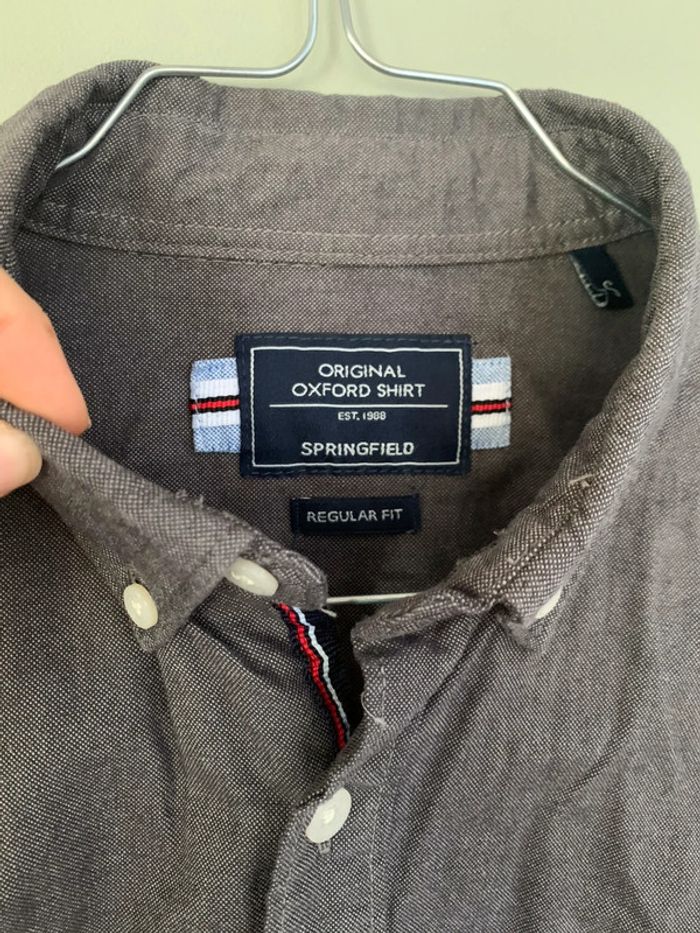 ORIGINAL
OXFORD SHIRT
EST. 1988
SPRINGFIELD
REGULAR FIT